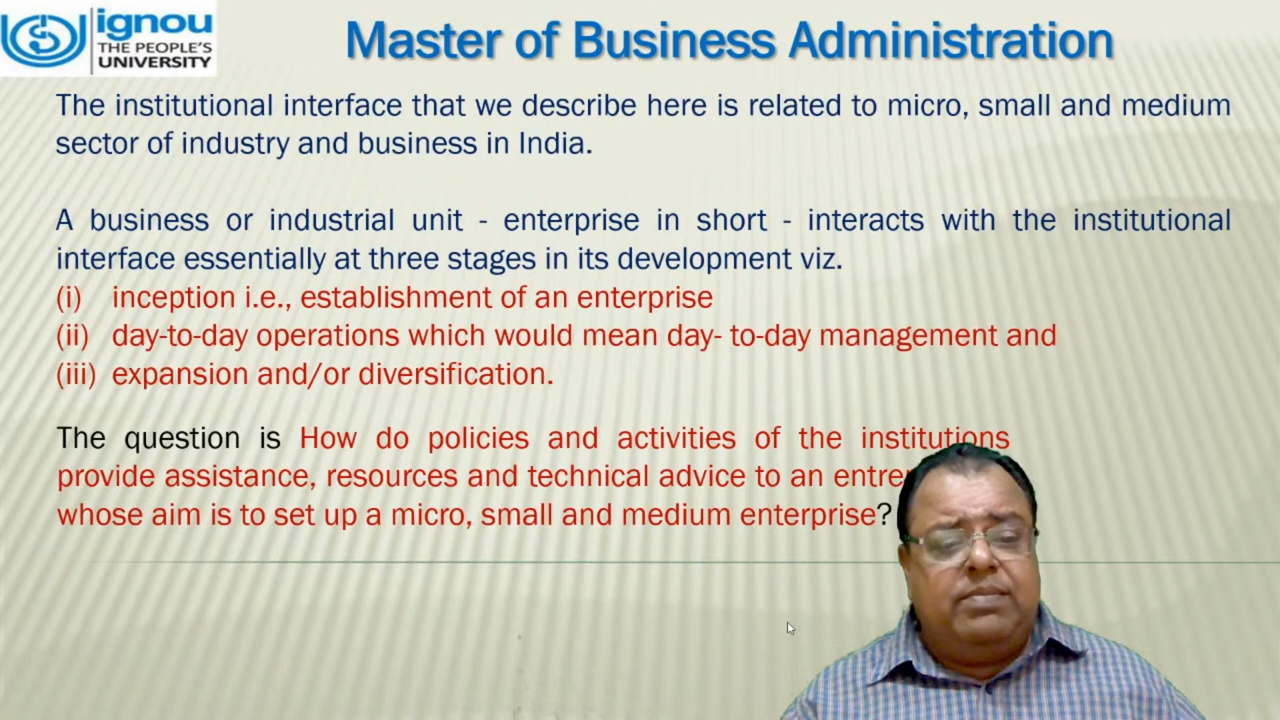 ignou
THE PEOPLE'S
UNIVERSITY
Master of Business Administration
The institutional interface that we describe here is related to micro, small and medium
sector of industry and business in India.
A business or industrial unit - enterprise in short - interacts with the institutional
interface essentially at three stages in its development viz.
(i) inception i.e., establishment of an enterprise
(ii) day-to-day operations which would mean day- to-day management and
(iii) expansion and/or diversification.
The question is How do policies and activities of the institutions
provide assistance, resources and technical advice to an
whose aim is to set up a micro, small and medium enterprise?